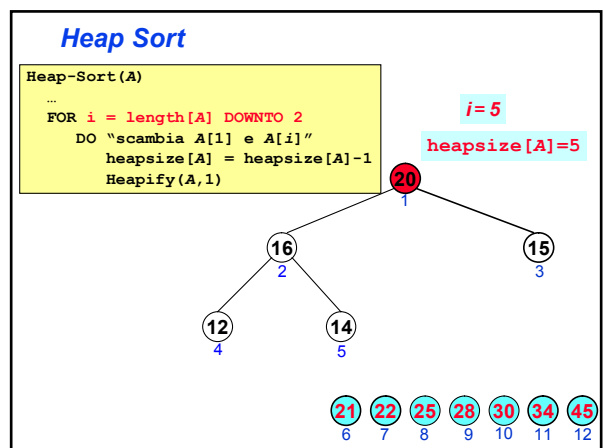 Heap Sort
Heap-Sort(A)
…
FOR i = length[A] DOWNTO 2
DO “scambia A[1] e A[i]”
heapsize[A] = heapsize[A]-1
Heapify(A,1)
i= 5
heapsize[A]=5
20
1
16
2
15
3
12
4
14
5
21 22 25 28 30 34 45
6 7 8 9 10 11 12